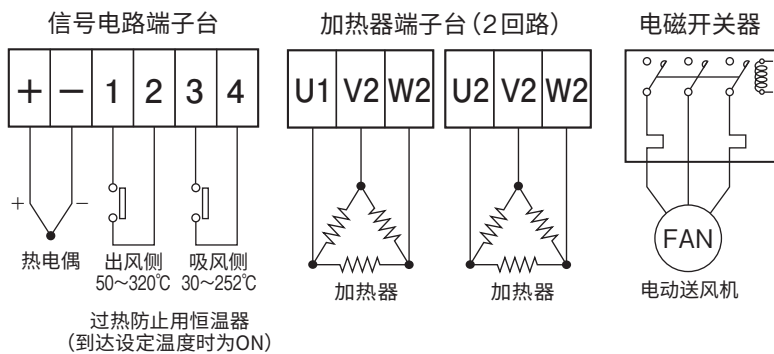 信号电路端子台
加热器端子台(2回路)
电磁开关器
+ − 1 2 3 4
U1 V2 W2
U2 V2 W2
+ −
热电偶
出风侧
50～320℃
吸风侧
30～252℃
过热防止用恒温器
(到达设定温度时为ON)
加热器
加热器
FAN
电动送风机